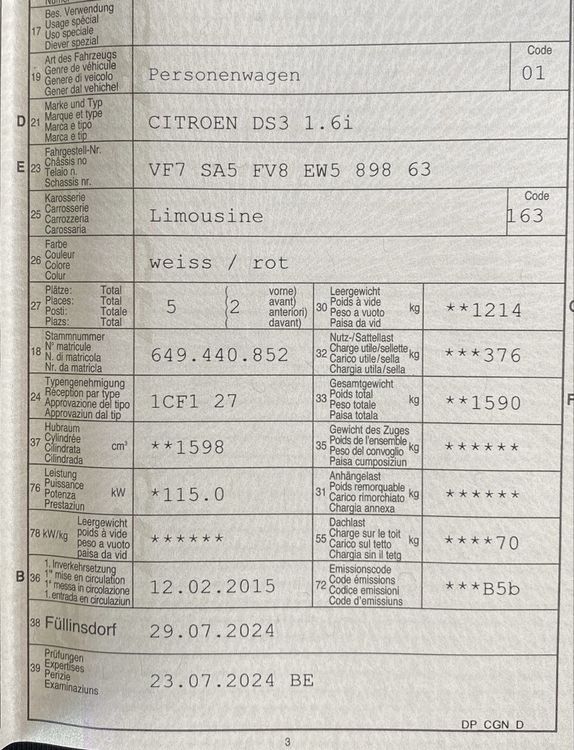 17 Bes. Verwendung
Usage spécial
Uso speciale
Diever spezial
19 Art des Fahrzeugs
Genre de véhicule
Genere di veicolo
Gener dal vehichel
Personenwagen
Code
01
D 21 Marke und Typ
Marque et type
Marca e tipo
Marca e tip
CITROEN DS3 1.6i
E 23 Fahrgestell-Nr.
Châssis no
Telaio n.
Schassis nr.
VF7 SA5 FV8 EW5 898 63
25 Karosserie
Carrosserie
Carrozzeria
Carossaria
Limousine
Code
163
26 Farbe
Couleur
Colore
Colur
weiss / rot
27 Plätze: Total
Places: Total
Posti: Totale
Plazs: Total
5 (2 vorne)
avant)
anteriori)
davant)
30 Leergewicht
Poids à vide
Peso a vuoto
Paisa da vid
kg **1214
18 Stammnummer
N° matricule
N. di matricola
Nr. da matricla
649.440.852
32 Nutz-/Sattellast
Charge utile/sellette
Carico utile/sella
Chargia utila/sella
kg ***376
24 Typengenehmigung
Réception par type
Approvazione del tipo
Approvaziun dal tip
1CF1 27
33 Gesamtgewicht
Poids total
Peso totale
Paisa totala
kg **1590
37 Hubraum
Cylindrée
Cilindrata
Cilindrada
cm³ **1598
35 Gewicht des Zuges
Poids de l'ensemble
Peso del convoglio
Paisa cumposiziun
kg ******
76 Leistung
Puissance
Potenza
Prestaziun
kW *115.0
31 Anhängelast
Poids remorquable
Carico rimorchiato
Chargia annexa
kg ******
78 kW/kg Leergewicht
poids à vide
peso a vuoto
paisa da vid
******
55 Dachlast
Charge sur le toit
Carico sul tetto
Chargia sin il tetg
kg ****70
B 36 1. Inverkehrsetzung
1re mise en circulation
1a messa in circolazione
1. entrada en circulaziun
12.02.2015
72 Emissionscode
Code émissions
Codice emissioni
Code d'emissiuns
***B5b
38 Füllinsdorf 29.07.2024
39 Prüfungen
Expertises
Perizie
Examinaziuns
23.07.2024 BE
DP CGN D
3